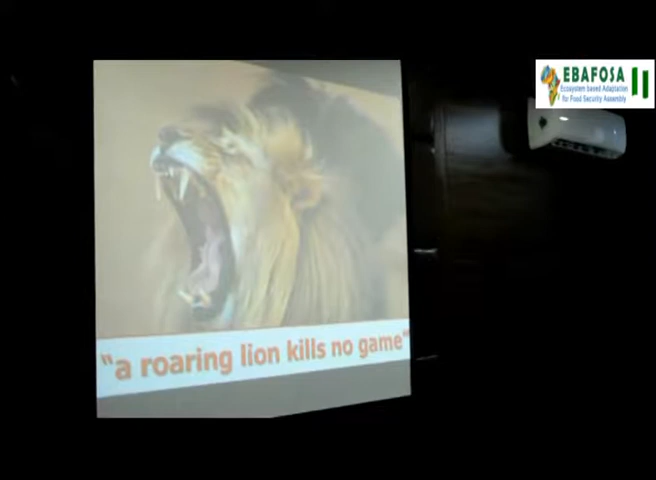 EBAFOSA
Ecosystem based Adaptation
for Food Security Assembly
"a roaring lion kills no game"